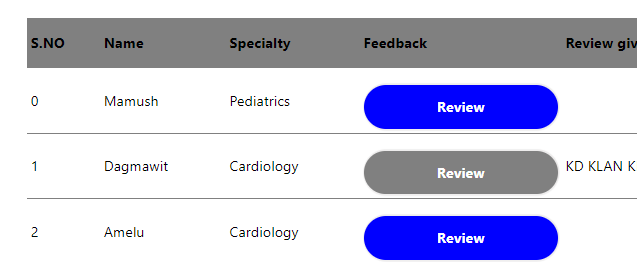 S.NO Name Specialty Feedback Review giv
0 Mamush Pediatrics Review
1 Dagmawit Cardiology Review KD KLAN K
2 Amelu Cardiology Review